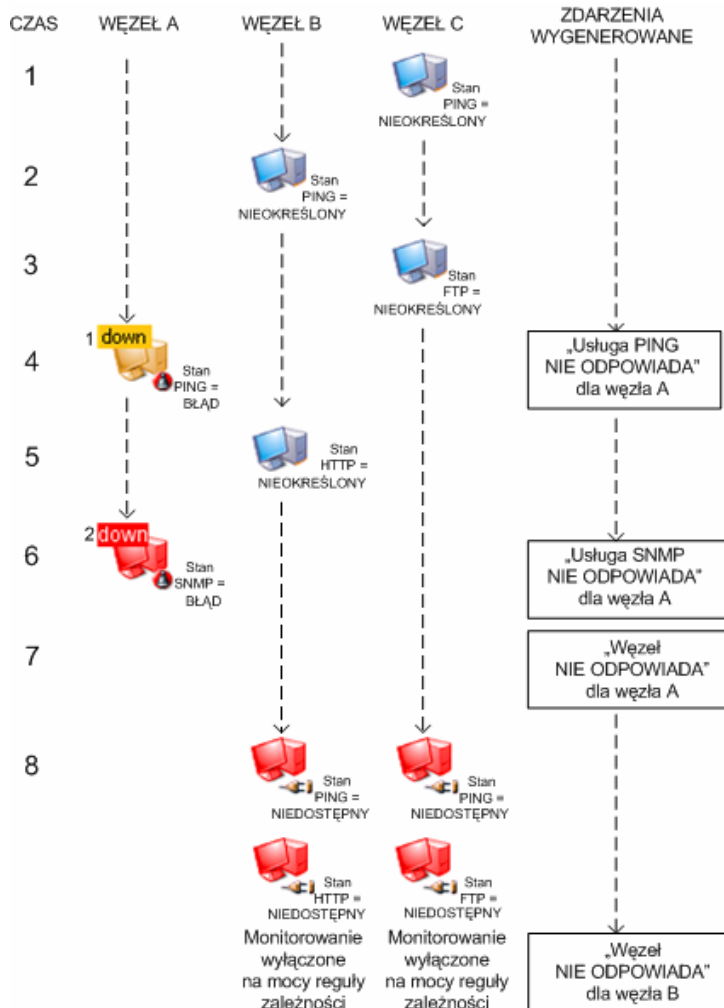 CZAS
WĘZEŁ A
WĘZEŁ B
WĘZEŁ C
ZDARZENIA
WYGENEROWANE
1
Stan
PING =
NIEOKREŚLONY
2
Stan
PING =
NIEOKREŚLONY
3
Stan
FTP =
NIEOKREŚLONY
4
1 down
Stan
PING =
BŁĄD
„Usługa PING
NIE ODPOWIADA”
dla węzła A
5
Stan
HTTP =
NIEOKREŚLONY
6
2 down
Stan
SNMP =
BŁĄD
„Usługa SNMP
NIE ODPOWIADA”
dla węzła A
7
„Węzeł
NIE ODPOWIADA”
dla węzła A
8
Stan
PING =
NIEDOSTĘPNY
Stan
PING =
NIEDOSTĘPNY
Stan
HTTP =
NIEDOSTĘPNY
Stan
FTP =
NIEDOSTĘPNY
Monitorowanie
wyłączone
na mocy reguły
zależności
Monitorowanie
wyłączone
na mocy reguły
zależności
„Węzeł
NIE ODPOWIADA”
dla węzła B